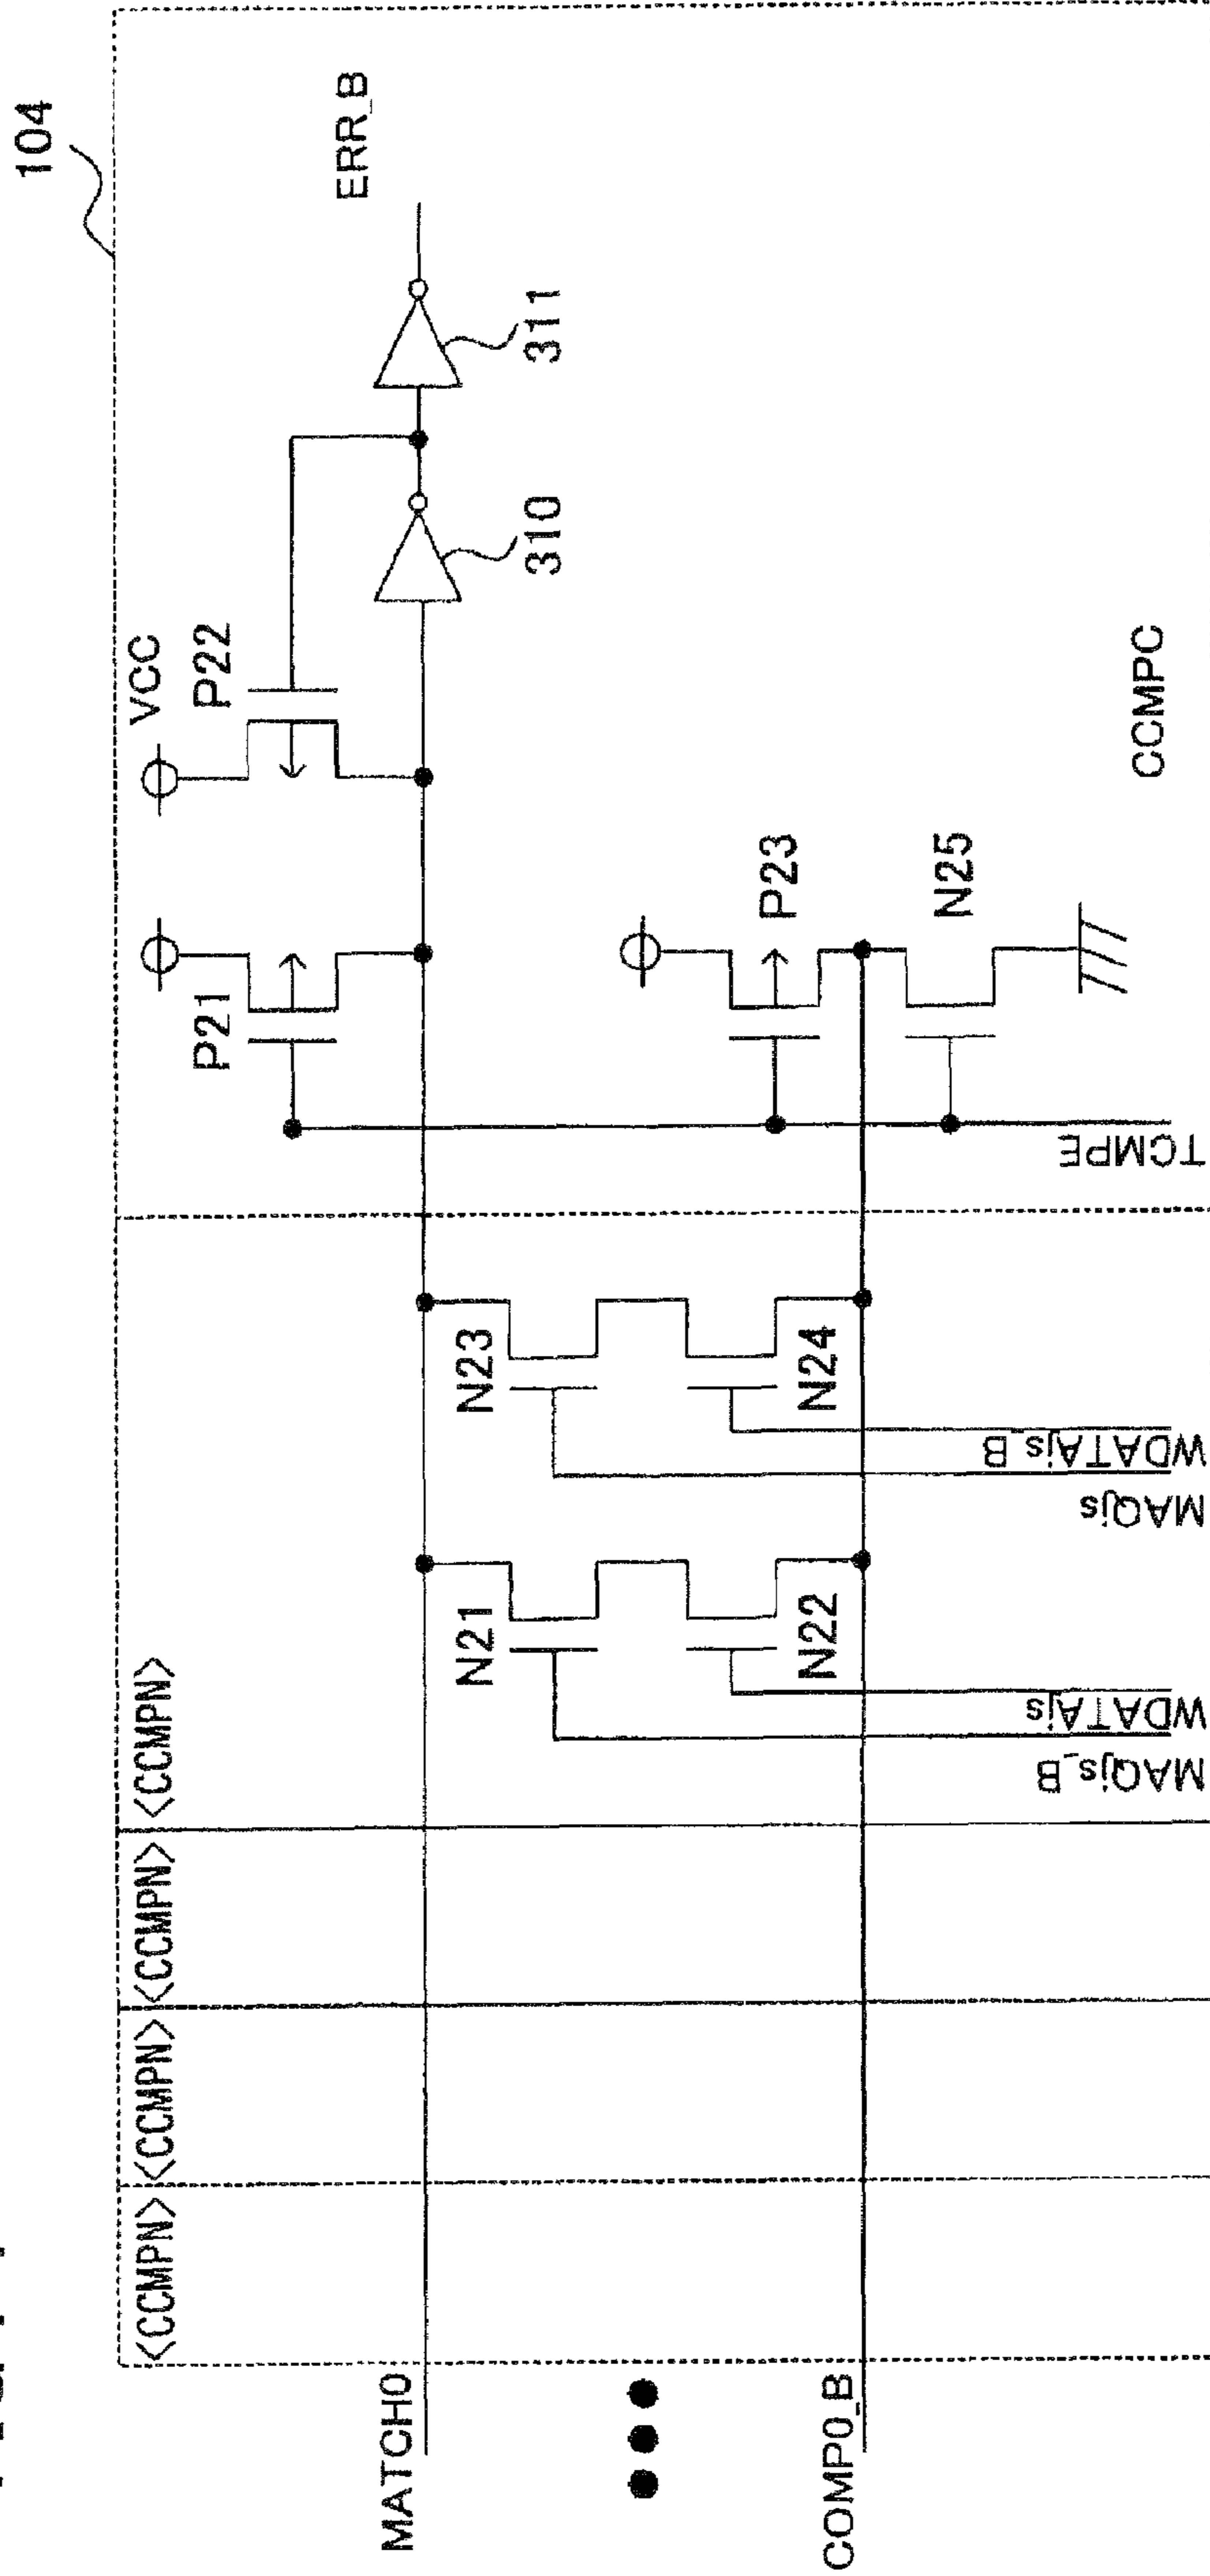 104
<CCMPN> <CCMPN> <CCMPN> <CCMPN>
VCC
P21
P22
ERR_B
MATCH0
N21
N23
310
311
N22
N24
P23
N25
COMP0_B
MAQjs_B
WDATAjs
MAQjs
WDATAjs_B
TCMPE
CCMPC